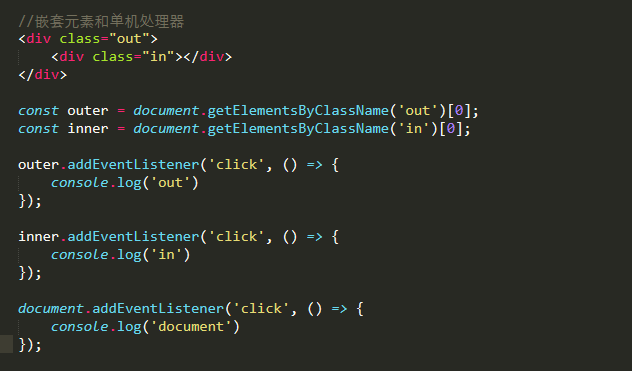 //嵌套元素和单机处理器
<div class="out">
    <div class="in"></div>
</div>

const outer = document.getElementsByClassName('out')[0];
const inner = document.getElementsByClassName('in')[0];

outer.addEventListener('click', () => {
    console.log('out')
});

inner.addEventListener('click', () => {
    console.log('in')
});

document.addEventListener('click', () => {
    console.log('document')
});